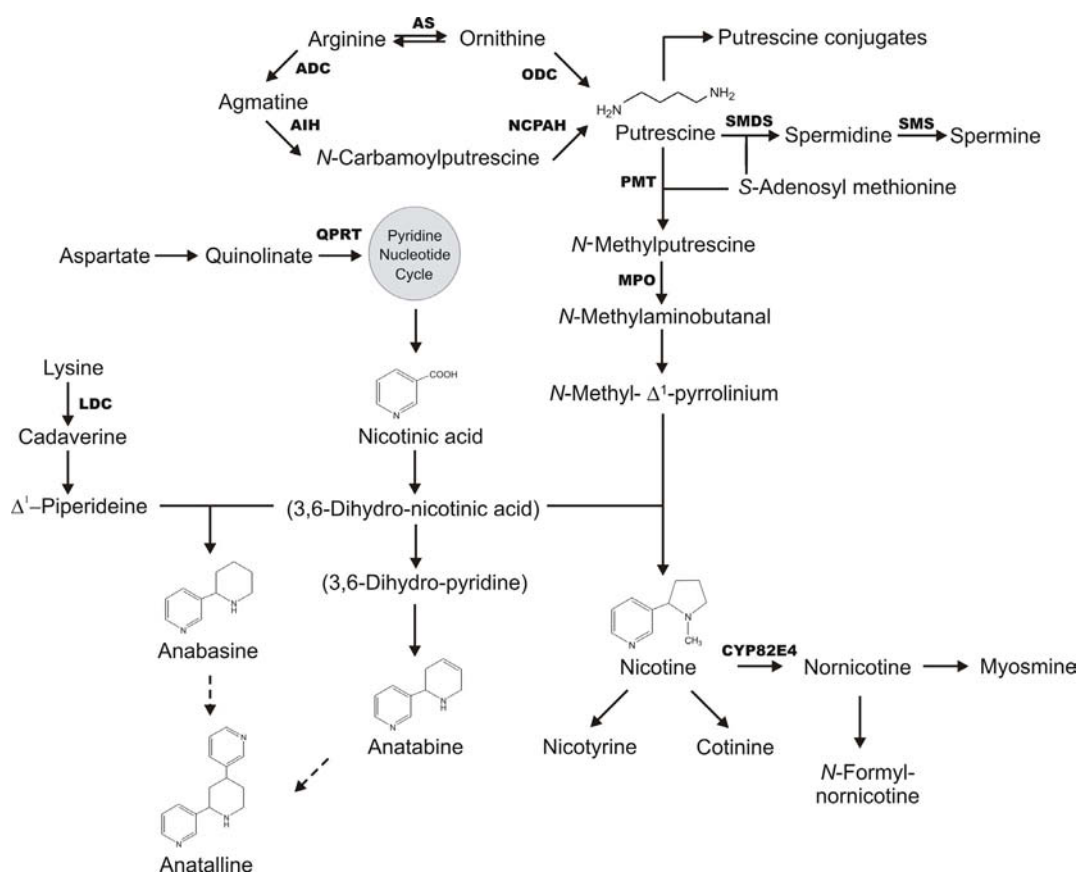 AS
Arginine
Ornithine
Putrescine conjugates
ADC
ODC
Agmatine
H₂N
NH₂
AIH
NCPAH
N-Carbamoylputrescine
Putrescine
SMDS
Spermidine
SMS
Spermine
PMT
S-Adenosyl methionine
QPRT
Pyridine
Nucleotide
Cycle
Aspartate
Quinolinate
N-Methylputrescine
MPO
N-Methylaminobutanal
Lysine
LDC
COOH
N
N-Methyl- Δ¹-pyrrolinium
Cadaverine
Nicotinic acid
Δ¹–Piperideine
(3,6-Dihydro-nicotinic acid)
(3,6-Dihydro-pyridine)
N
H
N
Anabasine
N
CH₃
N
Nicotine
CYP82E4
Nornicotine
Myosmine
N
H
N
Anatabine
Nicotyrine
Cotinine
N-Formyl-
nornicotine
N
N
H
N
Anatalline